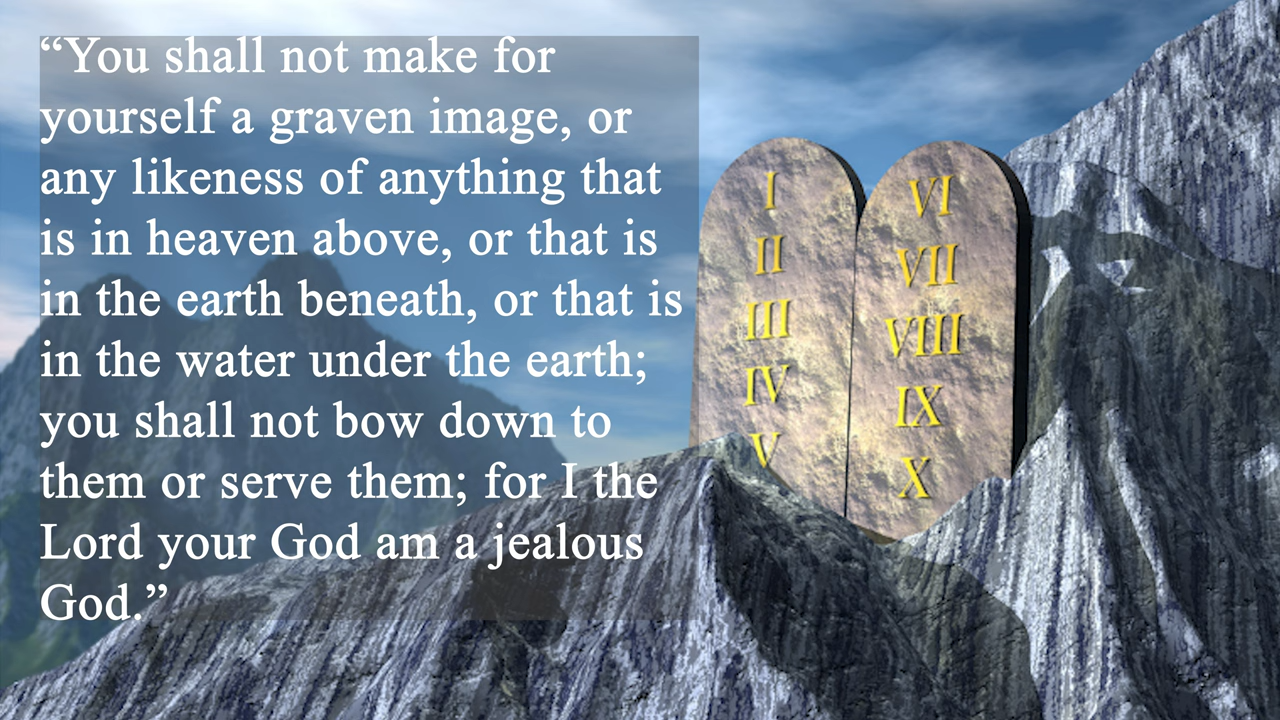 “You shall not make for
yourself a graven image, or
any likeness of anything that
is in heaven above, or that is
in the earth beneath, or that is
in the water under the earth;
you shall not bow down to
them or serve them; for I the
Lord your God am a jealous
God.”
I
II
III
IV
V
VI
VII
VIII
IX
X